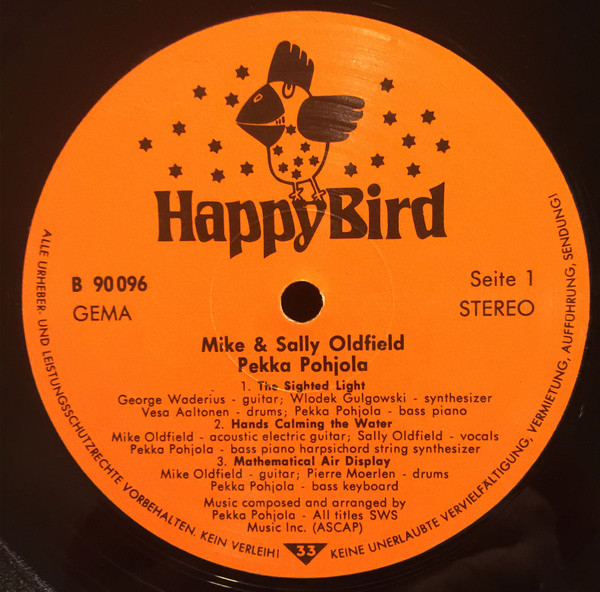 HappyBird
B 90096
Seite 1
GEMA
STEREO
Mike & Sally Oldfield
Pekka Pohjola
1. The Sighted Light
George Waderius - guitar; Wlodek Gulgowski - synthesizer
Vesa Aaltonen - drums; Pekka Pohjola - bass piano
2. Hands Calming the Water
Mike Oldfield - acoustic electric guitar; Sally Oldfield - vocals
Pekka Pohjola - bass piano harpsichord string synthesizer
3. Mathematical Air Display
Mike Oldfield - guitar; Pierre Moerlen - drums
Pekka Pohjola - bass keyboard
Music composed and arranged by
Pekka Pohjola - All titles SWS
Music Inc. (ASCAP)
33
ALLE URHEBER- UND LEISTUNGSSCHUTZRECHTE VORBEHALTEN. KEIN VERLEIH! KEINE UNERLAUBTE VERVIELFÄLTIGUNG, VERMIETUNG, AUFFÜHRUNG, SENDUNG!